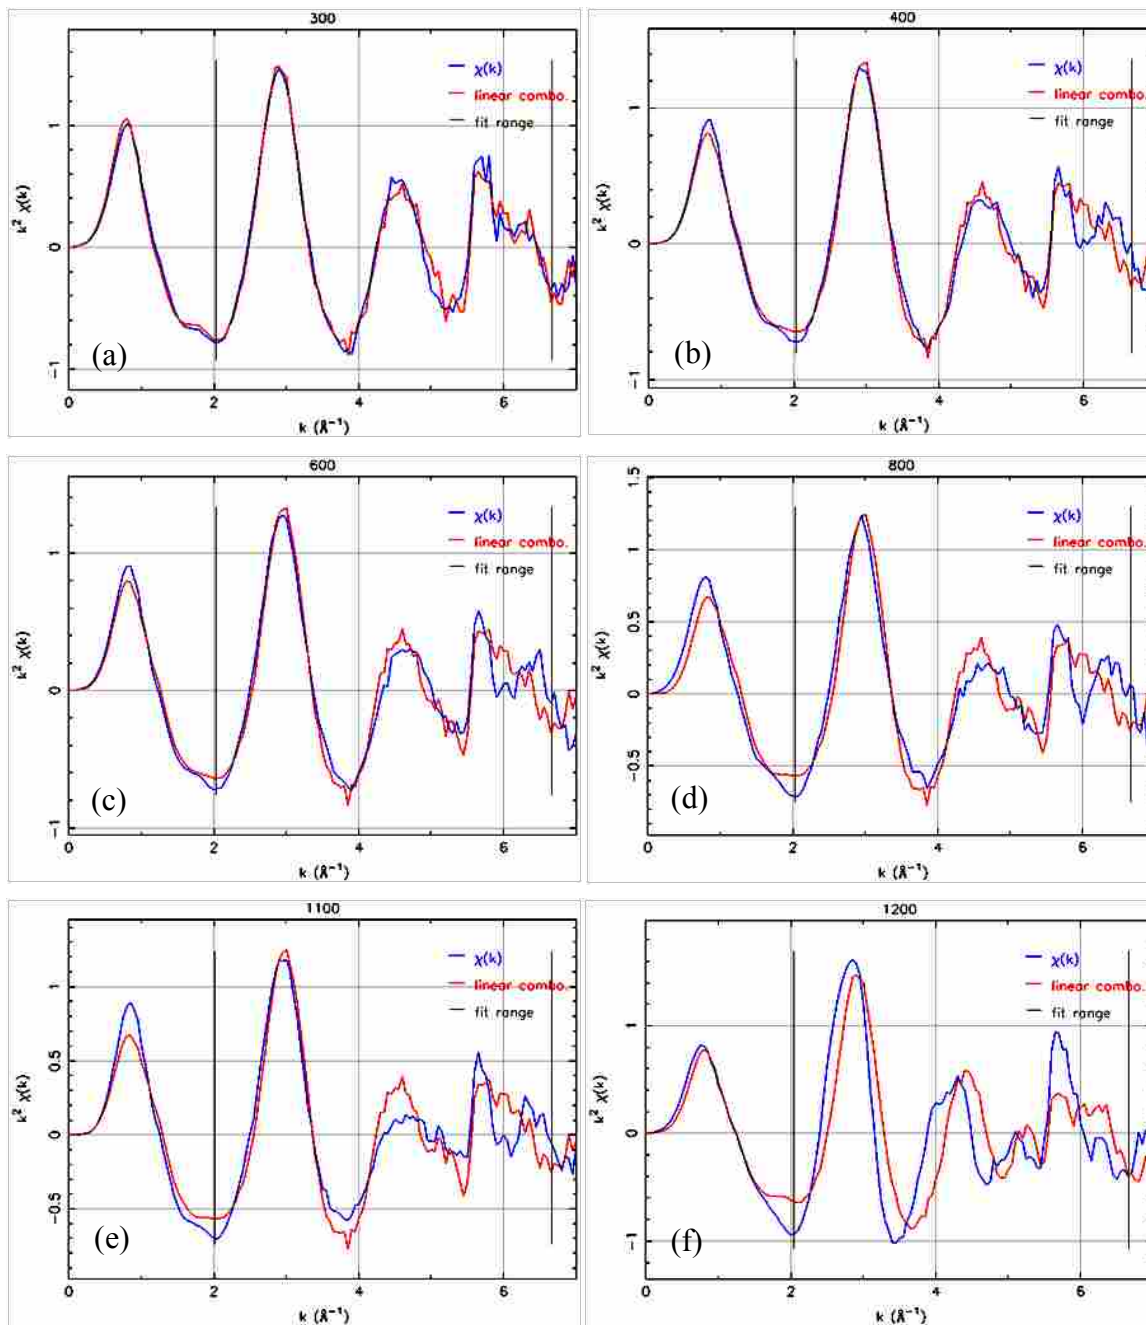 300
χ(k)
linear combo.
fit range
1
0
-1
k² χ(k)
0
2
4
6
k (Å⁻¹)
(a)
400
χ(k)
linear combo.
fit range
1
0
-1
k² χ(k)
0
2
4
6
k (Å⁻¹)
(b)
600
χ(k)
linear combo.
fit range
1
0
-1
k² χ(k)
0
2
4
6
k (Å⁻¹)
(c)
800
χ(k)
linear combo.
fit range
1.5
1
0.5
0
-0.5
k² χ(k)
0
2
4
6
k (Å⁻¹)
(d)
1100
χ(k)
linear combo.
fit range
1
0.5
0
-0.5
k² χ(k)
0
2
4
6
k (Å⁻¹)
(e)
1200
χ(k)
linear combo.
fit range
1
0
-1
k² χ(k)
0
2
4
6
k (Å⁻¹)
(f)